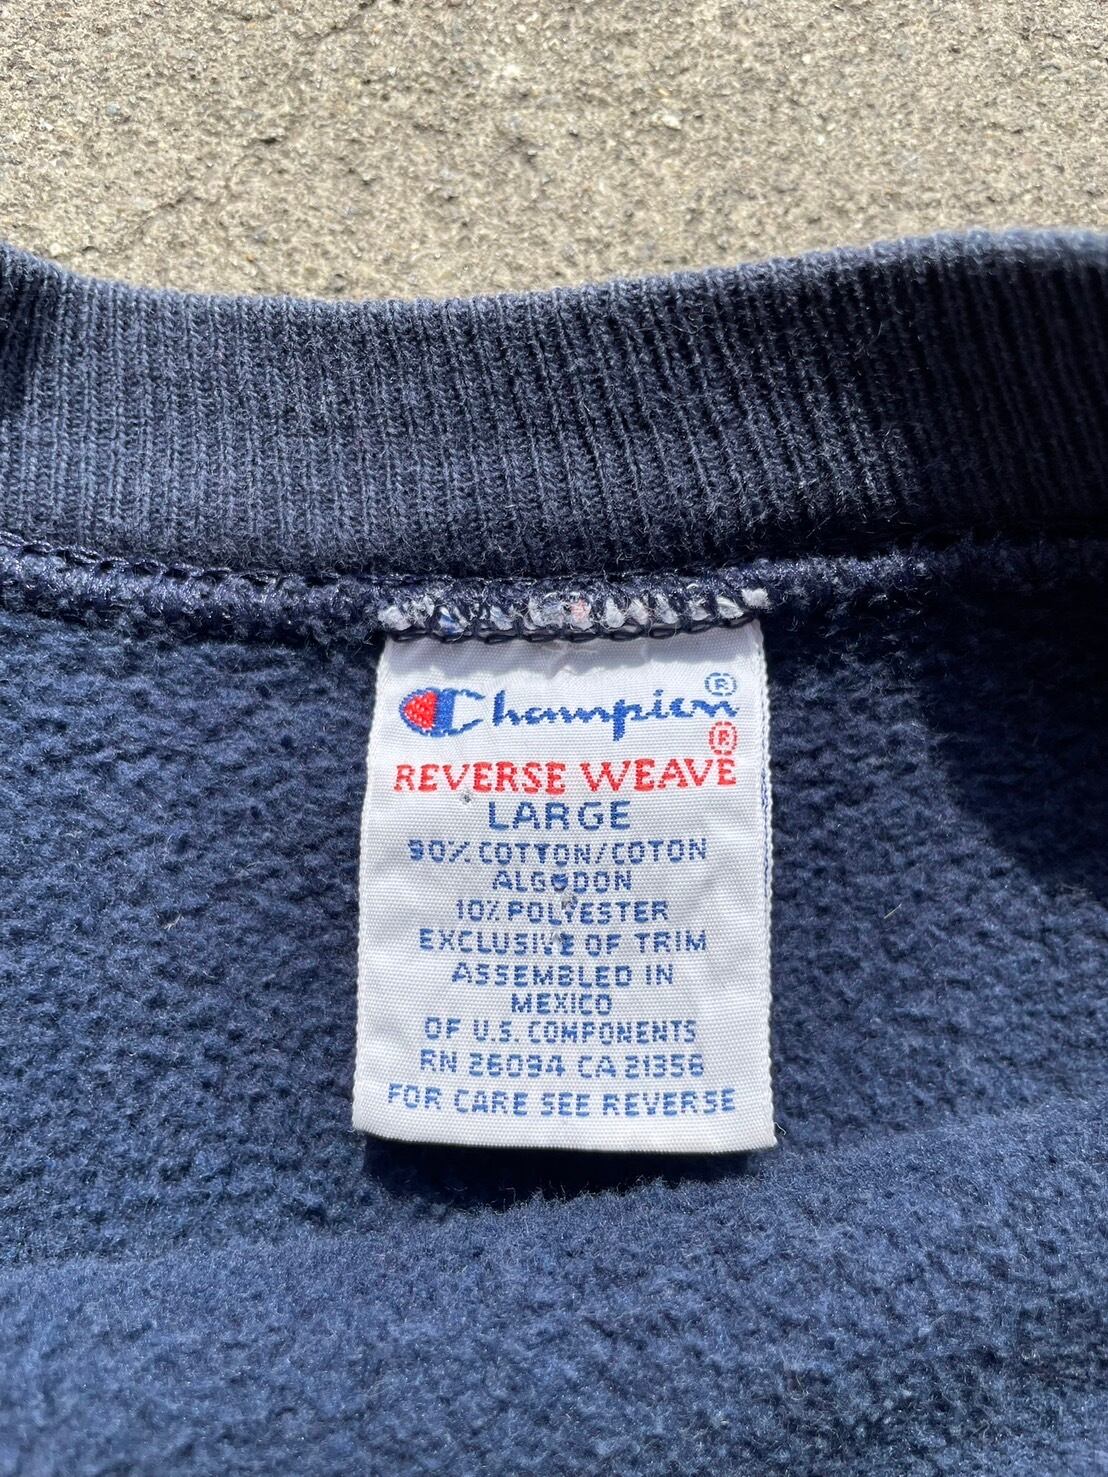 Champion®
REVERSE WEAVE®
LARGE
90% COTTON/COTON
ALGODON
10% POLYESTER
EXCLUSIVE OF TRIM
ASSEMBLED IN
MEXICO
OF U.S. COMPONENTS
RN 26094 CA 21356
FOR CARE SEE REVERSE